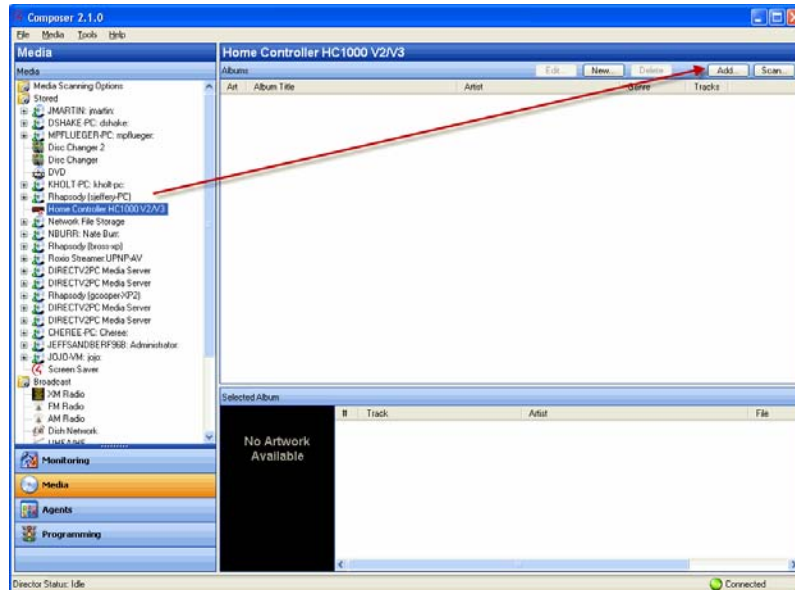 Composer 2.1.0
File Media Tools Help
Media
Home Controller HC1000 V2/V3
Media
Albums
Edit... New... Delete Add... Scan...
Art Album Title Artist Genre Tracks
Media Scanning Options
Stored
JMARTIN: jmartin:
DSHAKE-PC: dshake:
MPFLUEGER-PC: mpflueger:
Disc Changer 2
Disc Changer
DVD
KHOLT-PC: kholt-pc:
Rhapsody (sjeffery-PC)
Home Controller HC1000 V2/V3
Network File Storage
NBURR: Nate Burr:
Rhapsody (bross-xp)
Roxio Streamer UPNP-AV
DIRECTV2PC Media Server
DIRECTV2PC Media Server
Rhapsody (gcooper-XP2)
DIRECTV2PC Media Server
DIRECTV2PC Media Server
CHEREE-PC: Cheree:
JEFFSANDBERF96B: Administrator:
JOJO-VM: jojo:
Screen Saver
Broadcast
XM Radio
FM Radio
AM Radio
Dish Network
Selected Album
# Track Artist File
No Artwork
Available
Monitoring
Media
Agents
Programming
Director Status: Idle
Connected